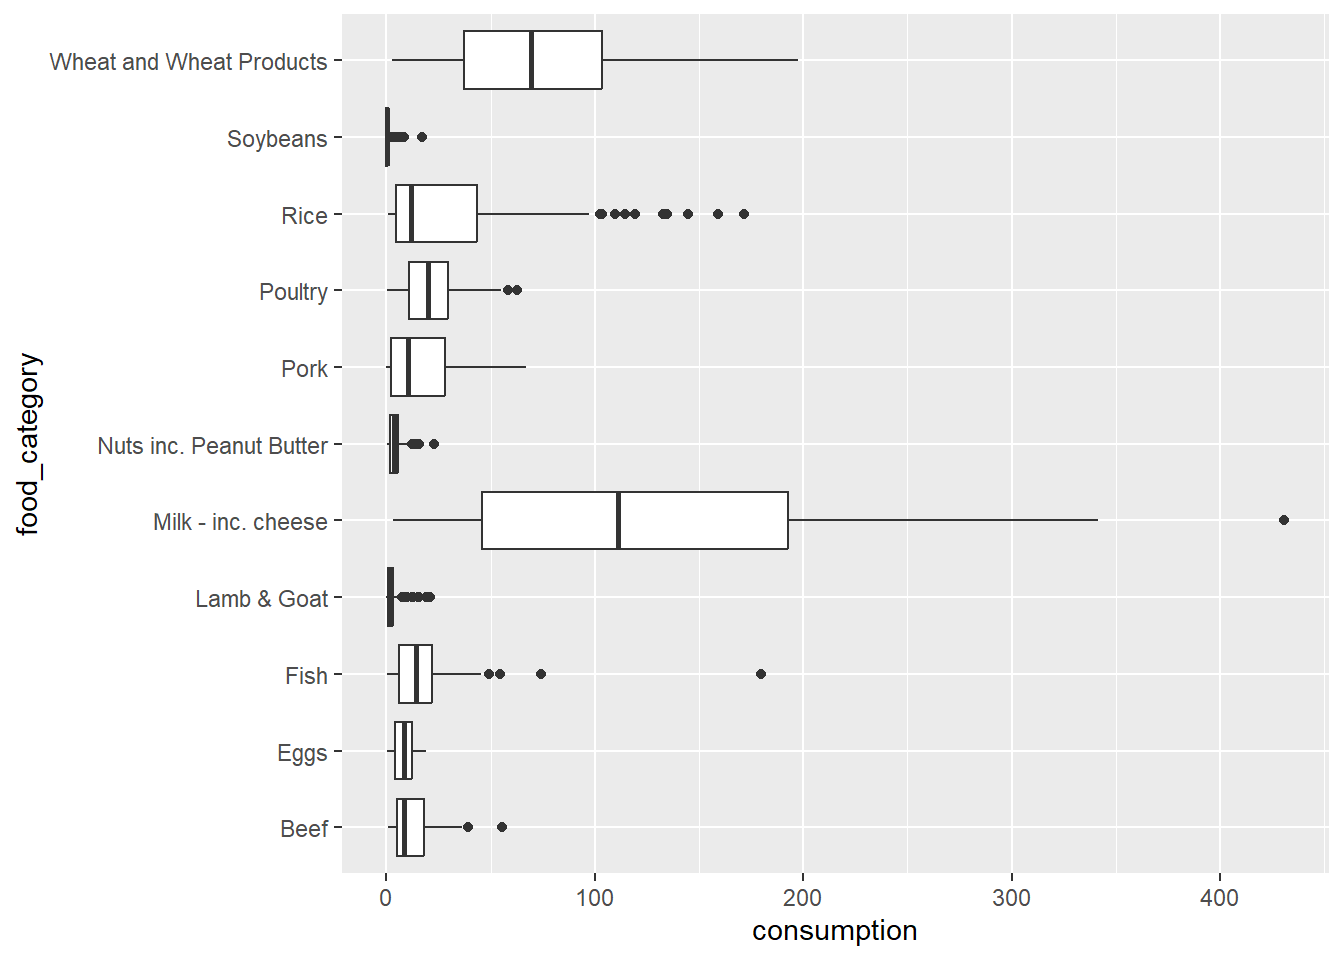 food_category
Wheat and Wheat Products
Soybeans
Rice
Poultry
Pork
Nuts inc. Peanut Butter
Milk - inc. cheese
Lamb & Goat
Fish
Eggs
Beef
0 100 200 300 400
consumption